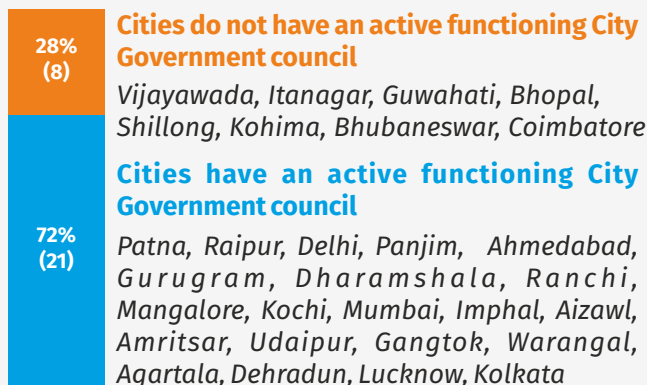 28%
(8)
Cities do not have an active functioning City
Government council
Vijayawada, Itanagar, Guwahati, Bhopal,
Shillong, Kohima, Bhubaneswar, Coimbatore
72%
(21)
Cities have an active functioning City
Government council
Patna, Raipur, Delhi, Panjim, Ahmedabad,
Gurugram, Dharamshala, Ranchi,
Mangalore, Kochi, Mumbai, Imphal, Aizawl,
Amritsar, Udaipur, Gangtok, Warangal,
Agartala, Dehradun, Lucknow, Kolkata